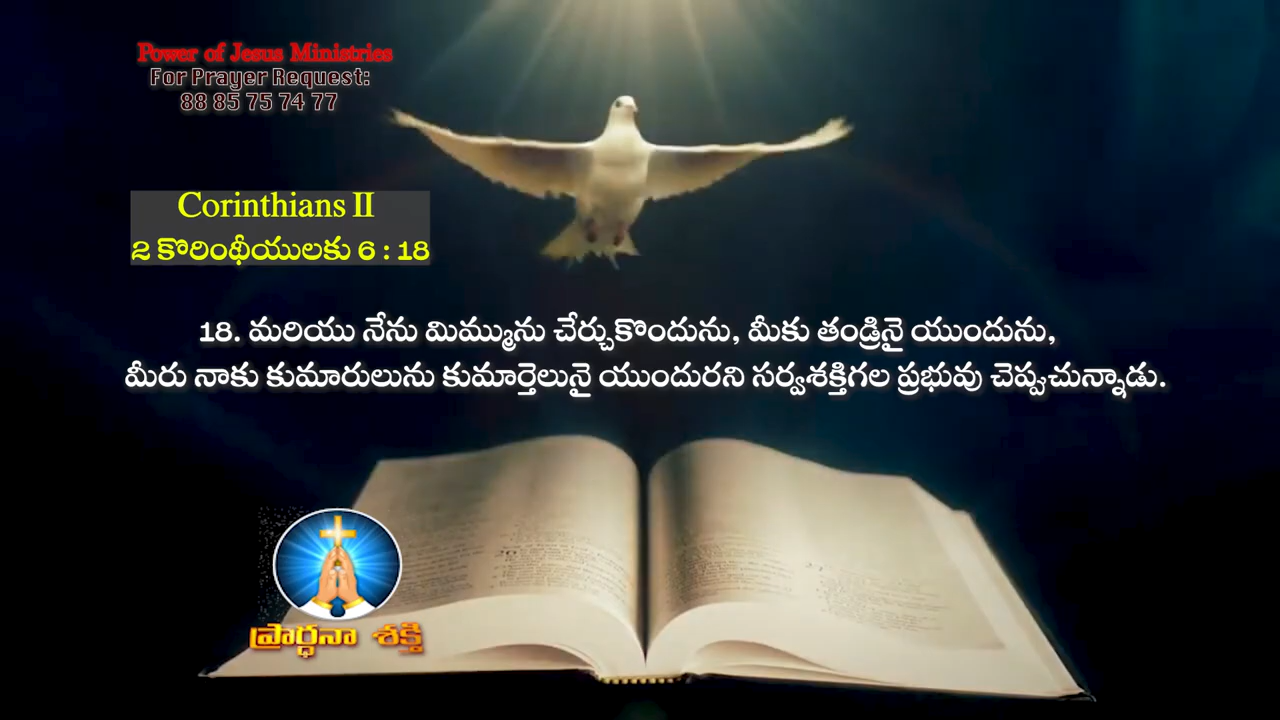 Power of Jesus Ministries
For Prayer Request:
88 85 75 74 77
Corinthians II
2 కొరింథీయులకు 6 : 18
18. మరియు నేను మిమ్మును చేర్చుకొందును, మీకు తండ్రినై యుందును,
మీరు నాకు కుమారులును కుమార్తెలునై యుందురని సర్వశక్తిగల ప్రభువు చెప్పుచున్నాడు.
ప్రార్ధనా శక్తి